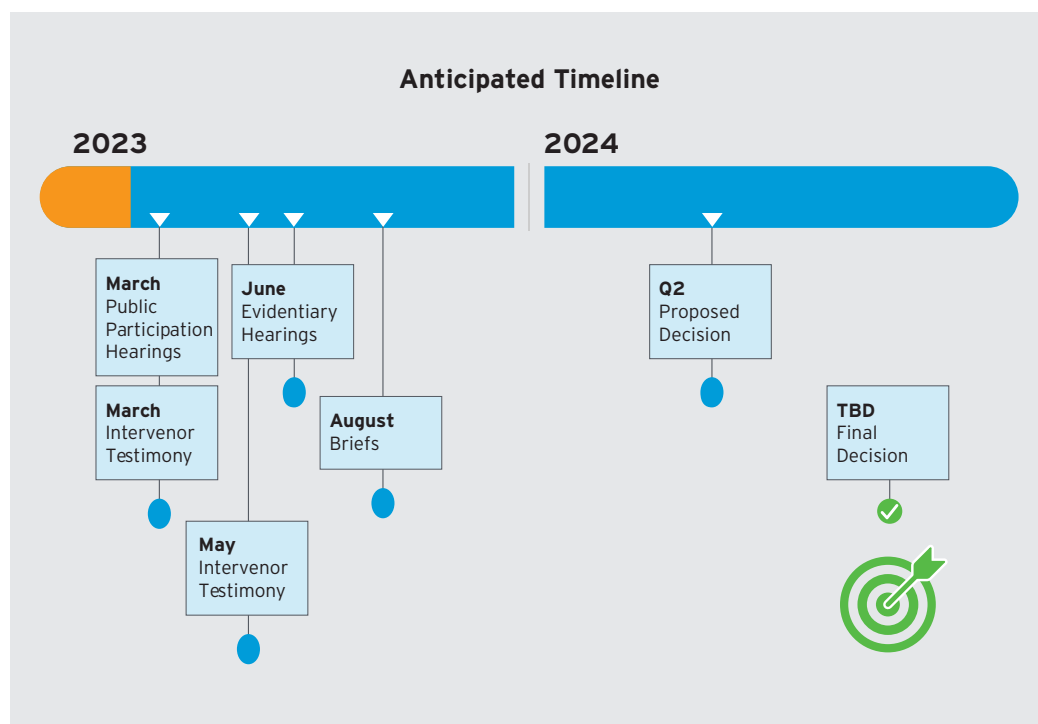 Anticipated Timeline
2023
2024
March
Public
Participation
Hearings
March
Intervenor
Testimony
May
Intervenor
Testimony
June
Evidentiary
Hearings
August
Briefs
Q2
Proposed
Decision
TBD
Final
Decision